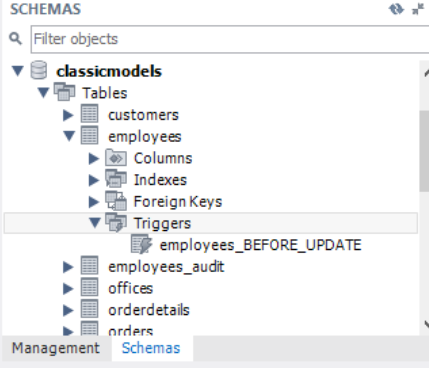 SCHEMAS
Filter objects
classicmodels
Tables
customers
employees
Columns
Indexes
Foreign Keys
Triggers
employees_BEFORE_UPDATE
employees_audit
offices
orderdetails
orders
Management Schemas